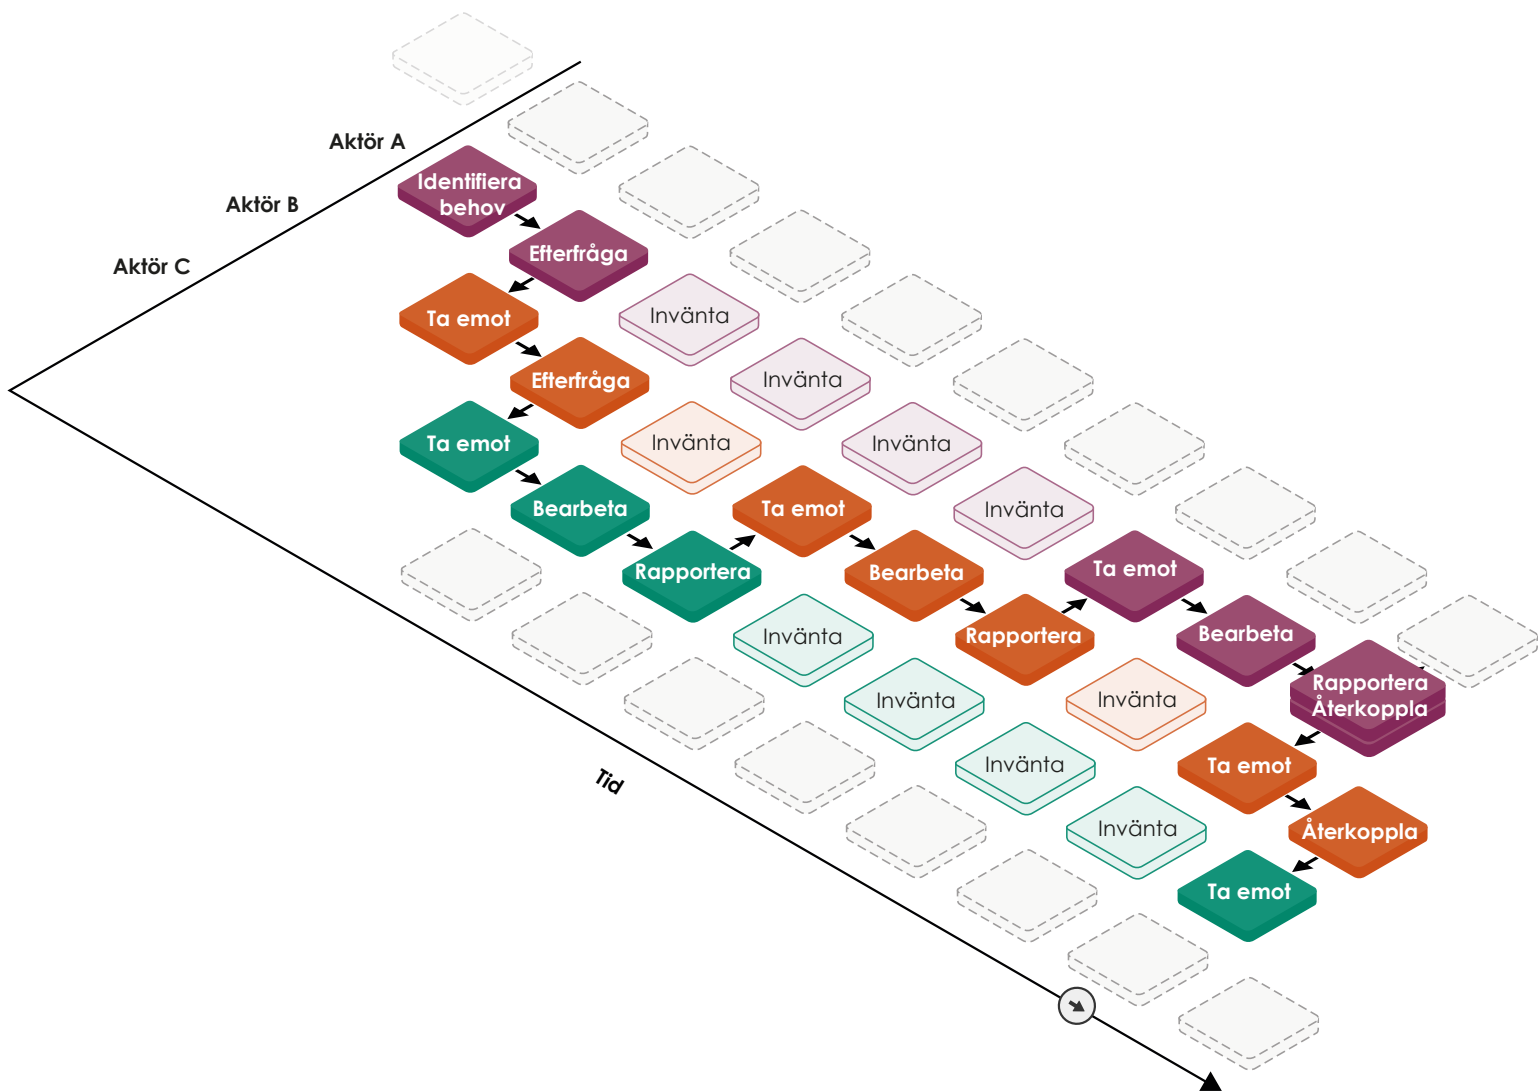 Aktör A
Identifiera
behov
Aktör B
Efterfråga
Aktör C
Ta emot
Invänta
Efterfråga
Invänta
Ta emot
Invänta
Invänta
Bearbeta
Ta emot
Invänta
Rapportera
Bearbeta
Ta emot
Invänta
Rapportera
Bearbeta
Invänta
Invänta
Rapportera
Återkoppla
Tid
Invänta
Ta emot
Invänta
Återkoppla
Ta emot